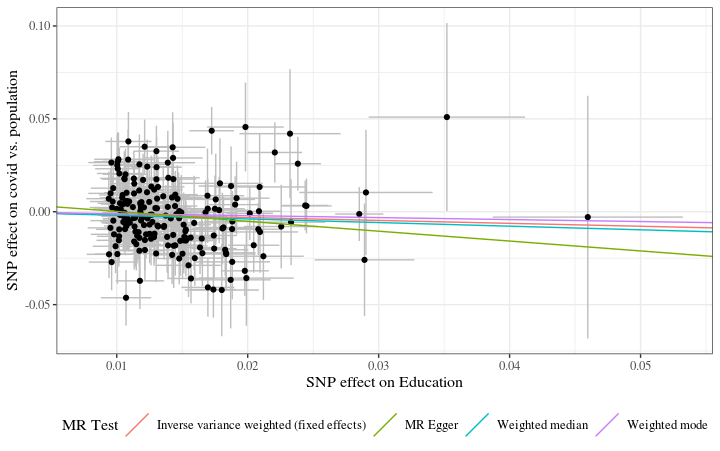 0.10
0.05
0.00
-0.05
SNP effect on covid vs. population
0.01 0.02 0.03 0.04 0.05
SNP effect on Education
MR Test Inverse variance weighted (fixed effects) MR Egger Weighted median Weighted mode